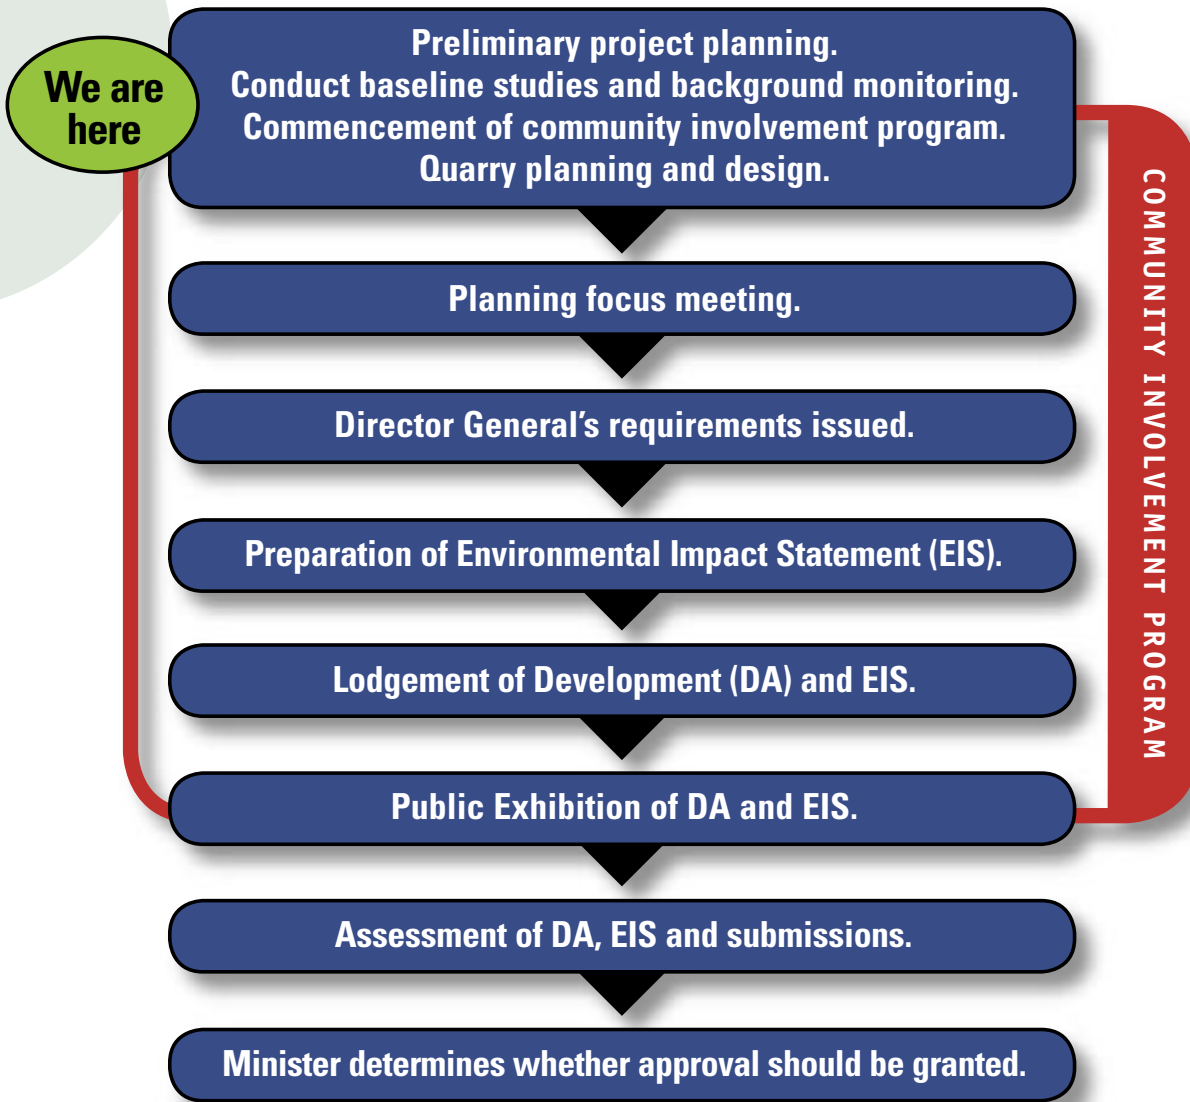 We are
here
Preliminary project planning.
Conduct baseline studies and background monitoring.
Commencement of community involvement program.
Quarry planning and design.
Planning focus meeting.
Director General’s requirements issued.
Preparation of Environmental Impact Statement (EIS).
Lodgement of Development (DA) and EIS.
Public Exhibition of DA and EIS.
Assessment of DA, EIS and submissions.
Minister determines whether approval should be granted.
COMMUNITY INVOLVEMENT PROGRAM